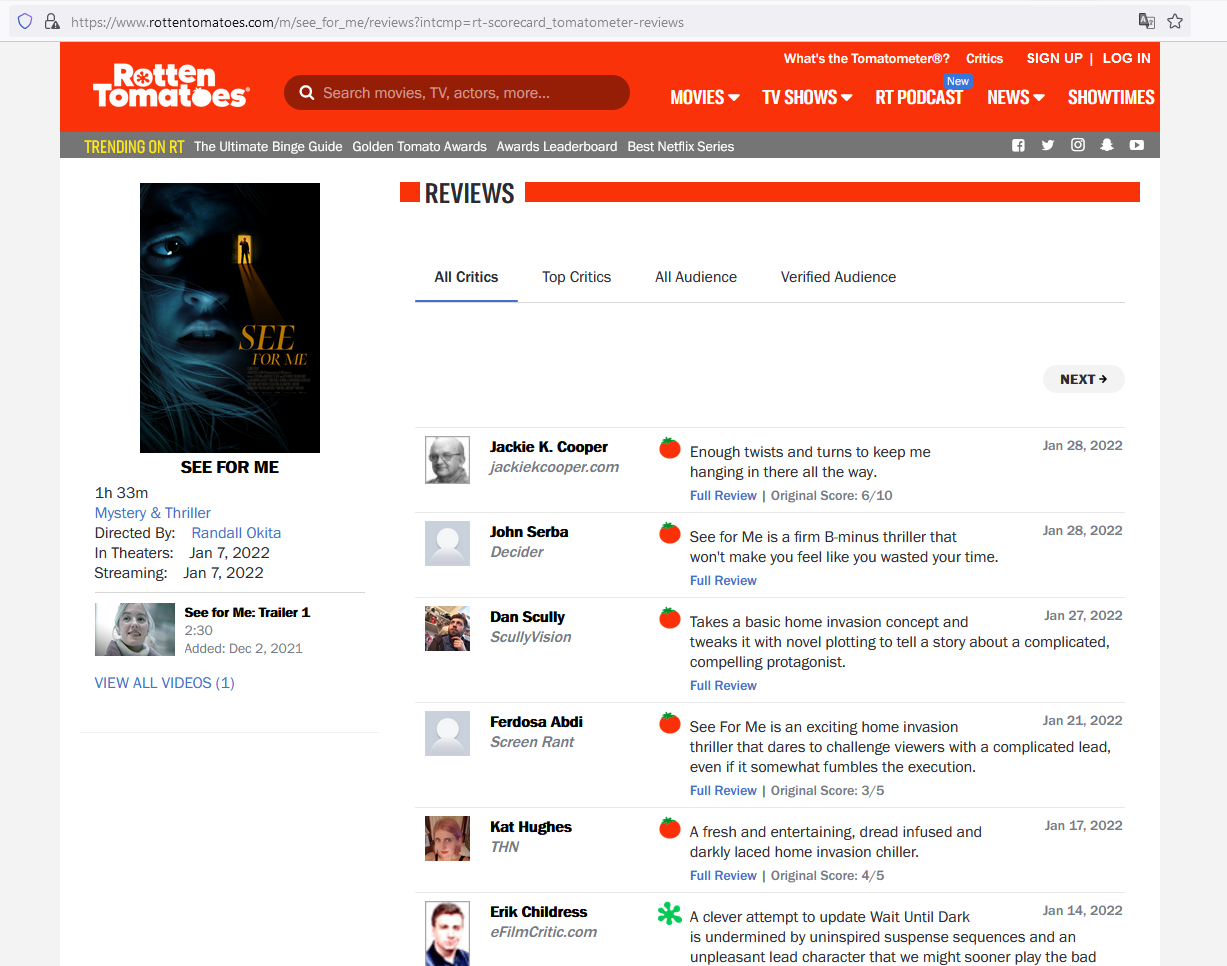 https://www.rottentomatoes.com/m/see_for_me/reviews?intcmp=rt-scorecard_tomatometer-reviews
What's the Tomatometer®? Critics SIGN UP | LOG IN
Rotten Tomatoes
Search movies, TV, actors, more...
New
MOVIES TV SHOWS RT PODCAST NEWS SHOWTIMES
TRENDING ON RT The Ultimate Binge Guide Golden Tomato Awards Awards Leaderboard Best Netflix Series
SEE
FOR ME
SEE FOR ME
1h 33m
Mystery & Thriller
Directed By: Randall Okita
In Theaters: Jan 7, 2022
Streaming: Jan 7, 2022
See for Me: Trailer 1
2:30
Added: Dec 2, 2021
VIEW ALL VIDEOS (1)
REVIEWS
All Critics Top Critics All Audience Verified Audience
NEXT
Jackie K. Cooper
jackiekcooper.com
Enough twists and turns to keep me
hanging in there all the way.
Jan 28, 2022
Full Review | Original Score: 6/10
John Serba
Decider
See for Me is a firm B-minus thriller that
won't make you feel like you wasted your time.
Jan 28, 2022
Full Review
Dan Scully
ScullyVision
Takes a basic home invasion concept and
tweaks it with novel plotting to tell a story about a complicated,
compelling protagonist.
Jan 27, 2022
Full Review
Ferdosa Abdi
Screen Rant
See For Me is an exciting home invasion
thriller that dares to challenge viewers with a complicated lead,
even if it somewhat fumbles the execution.
Jan 21, 2022
Full Review | Original Score: 3/5
Kat Hughes
THN
A fresh and entertaining, dread infused and
darkly laced home invasion chiller.
Jan 17, 2022
Full Review | Original Score: 4/5
Erik Childress
eFilmCritic.com
A clever attempt to update Wait Until Dark
is undermined by uninspired suspense sequences and an
unpleasant lead character that we might sooner play the bad
Jan 14, 2022